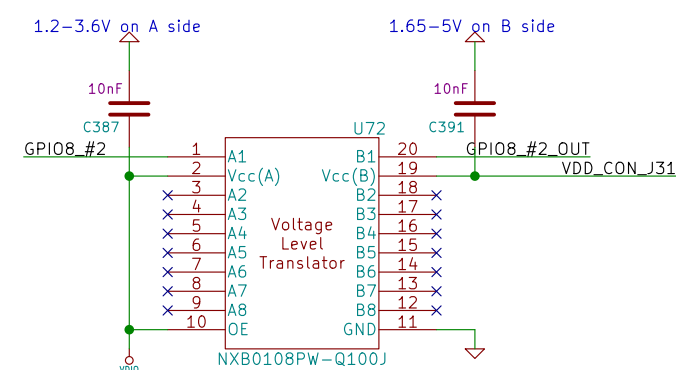 1.2-3.6V on A side
1.65-5V on B side
10nF
10nF
C387
C391
U72
GPIO8_#2
1
A1
B1
20
GPIO8_#2_OUT
2
Vcc(A)
Vcc(B)
19
VDD_CON_J31
3
A2
B2
18
4
A3
B3
17
5
A4
B4
16
6
A5
B5
15
7
A6
B6
14
8
A7
B7
13
9
A8
B8
12
10
OE
GND
11
Voltage
Level
Translator
NXB0108PW-Q100J